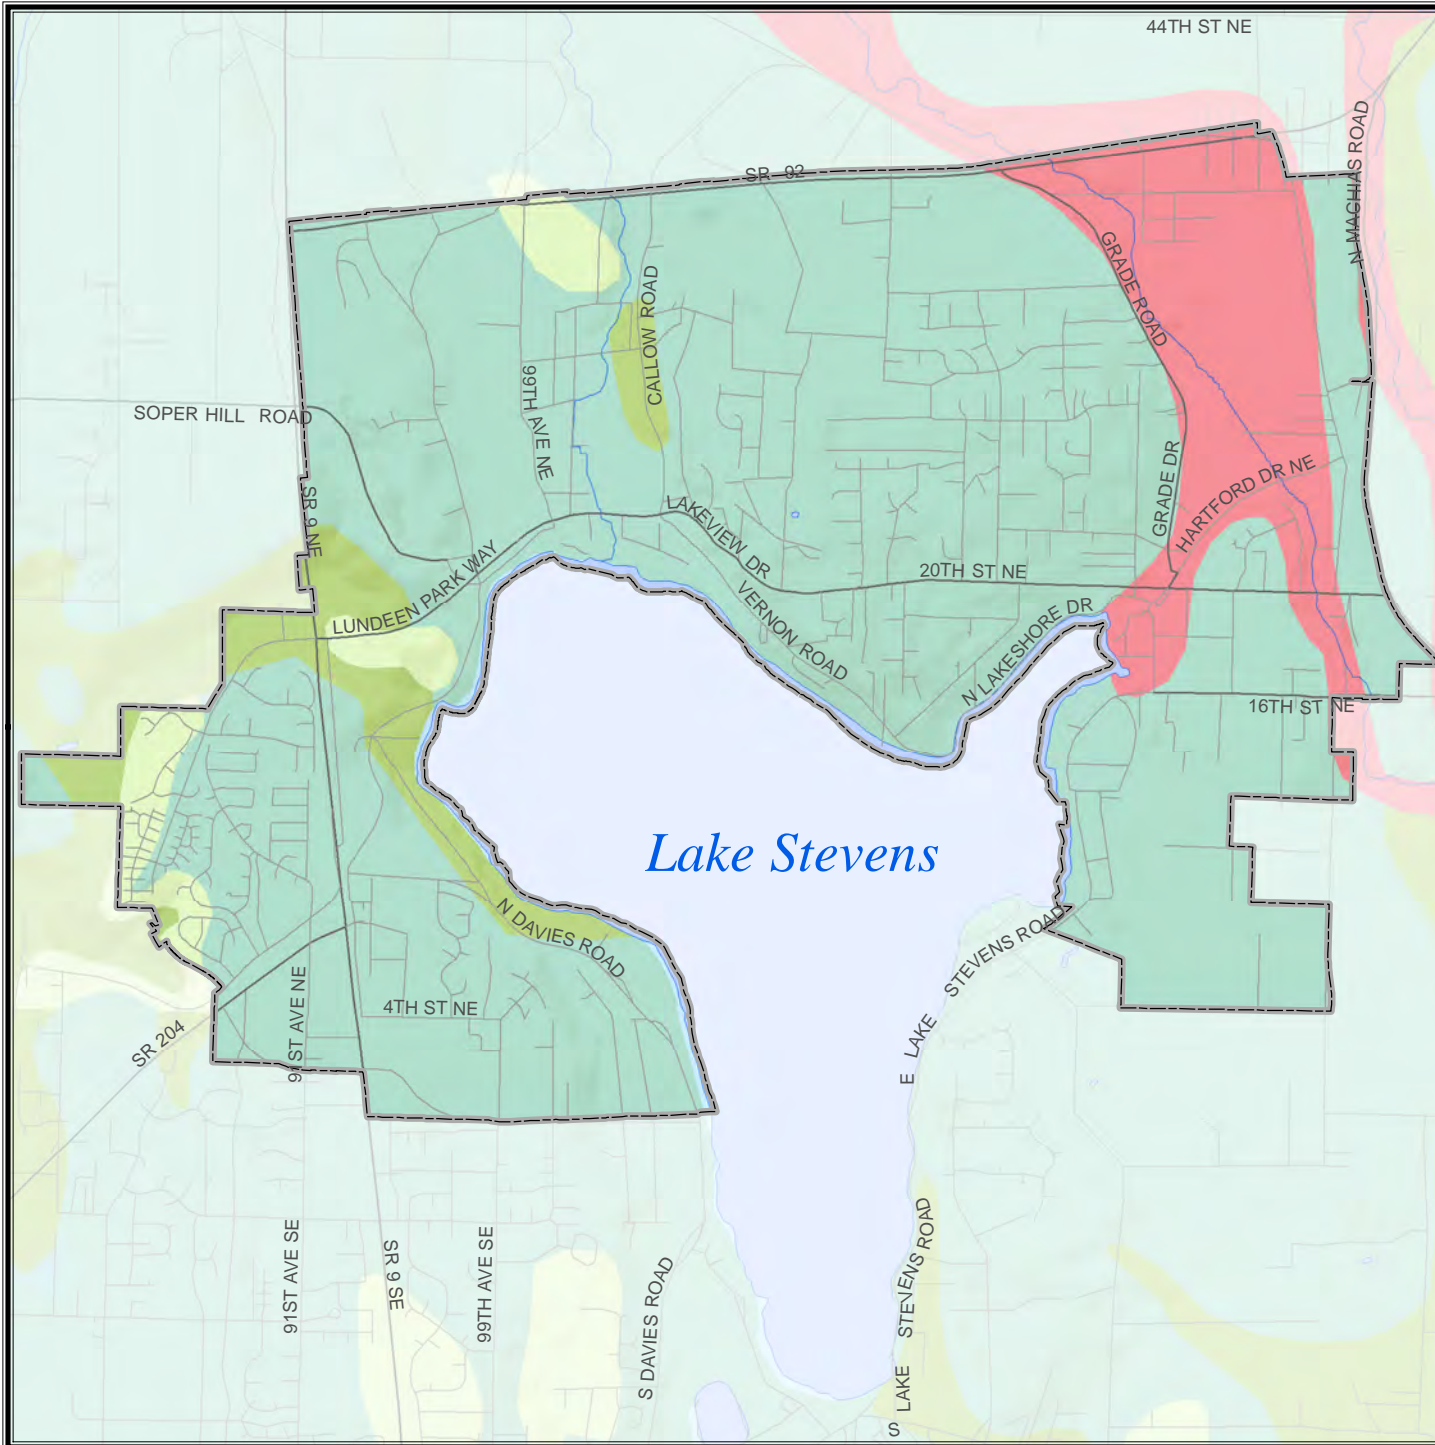 44TH ST NE
N MACHIAS ROAD
SR 92
GRADE ROAD
CALLOW ROAD
99TH AVE NE
SOPER HILL ROAD
GRADE DR
HARTFORD DR NE
SR 9 NE
LAKEVIEW DR
20TH ST NE
LUNDEEN PARK WAY
VERNON ROAD
N LAKESHORE DR
16TH ST NE
Lake Stevens
N DAVIES ROAD
E LAKE STEVENS ROAD
4TH ST NE
91ST AVE NE
SR 204
91ST AVE SE
SR 9 SE
99TH AVE SE
S DAVIES ROAD
S LAKE STEVENS ROAD